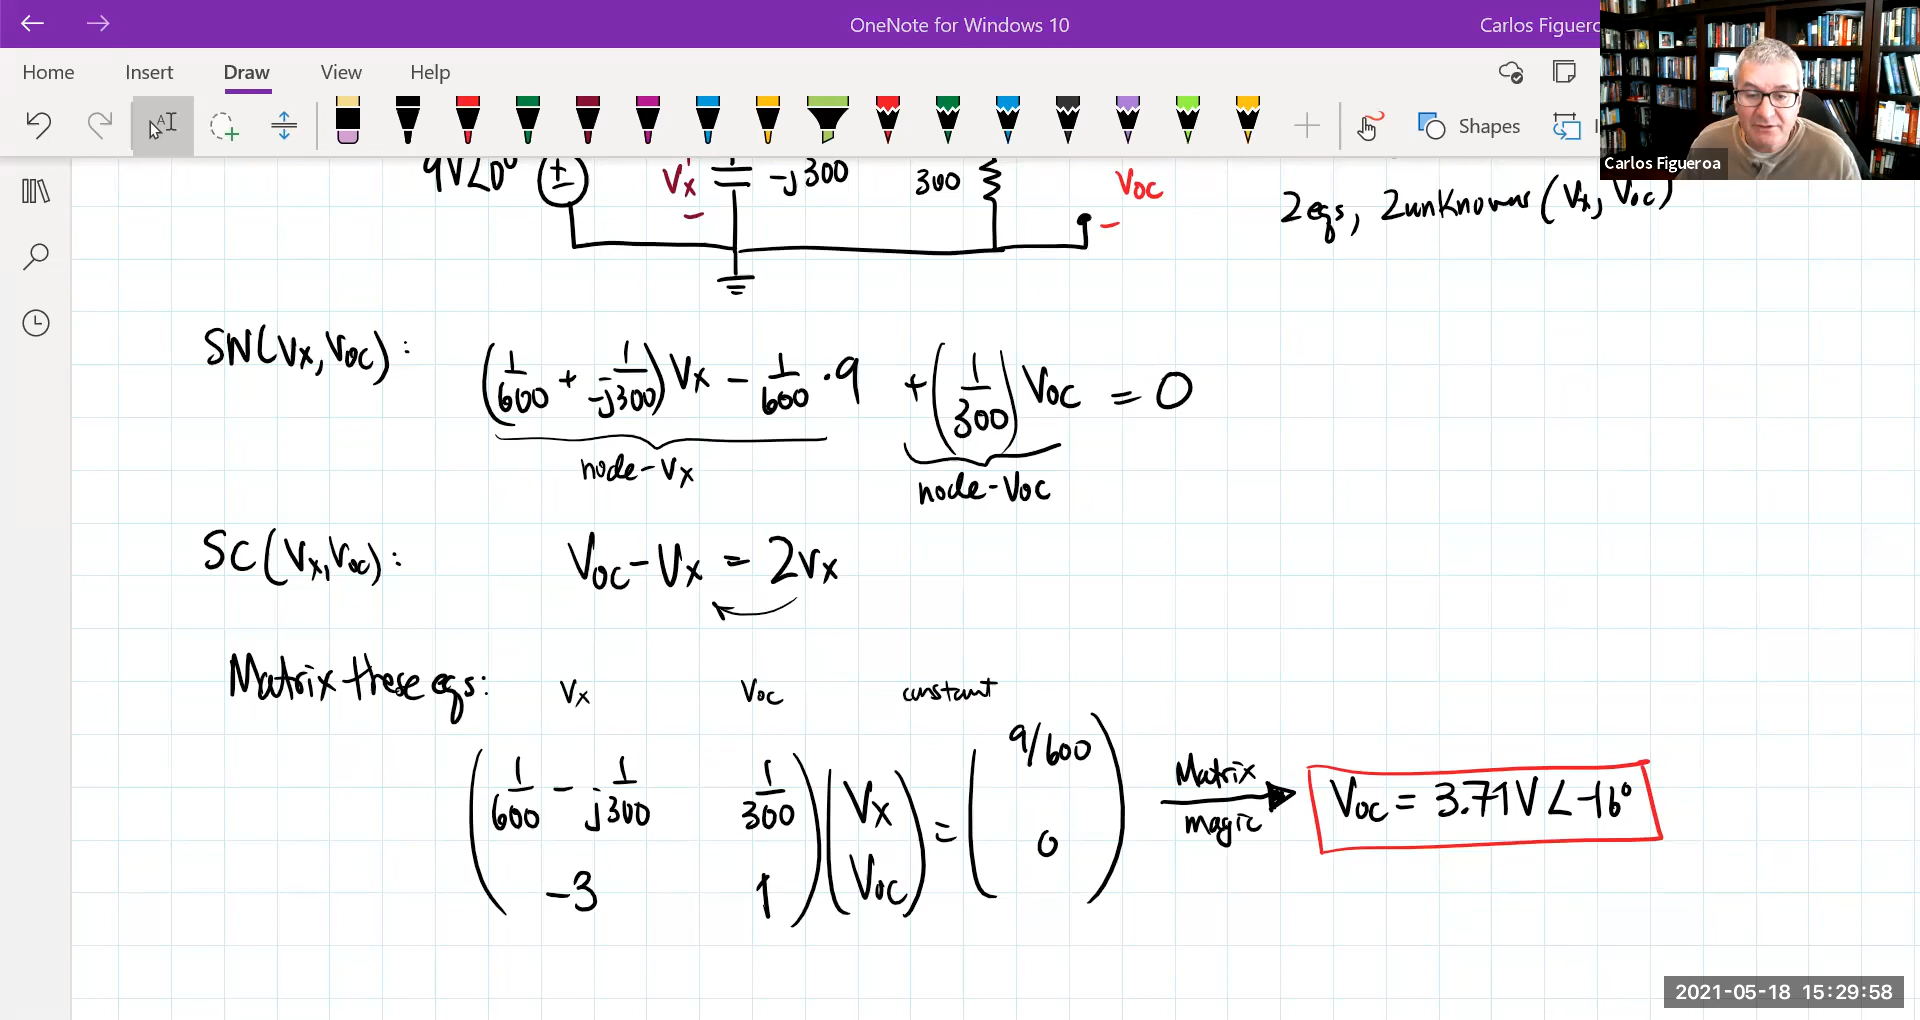 OneNote for Windows 10
Carlos Figuero
Home Insert Draw View Help
Shapes
Carlos Figueroa
9V∠0° + − Vx − -j300 300 Voc −
2 eqs, 2 unknowns (Vx, Voc)
SN(Vx, Voc): (1/600 + 1/-j300) Vx − 1/600 · 9 + (1/300) Voc = 0
node-Vx node-Voc
SC(Vx, Voc): Voc − Vx = 2Vx
Matrix these eqs: Vx Voc constant
(1/600 − 1/j300 1/300) (Vx) = (9/600) Matrix magic → Voc = 3.71V ∠-16°
(-3 1) (Voc) (0)
2021-05-18 15:29:58